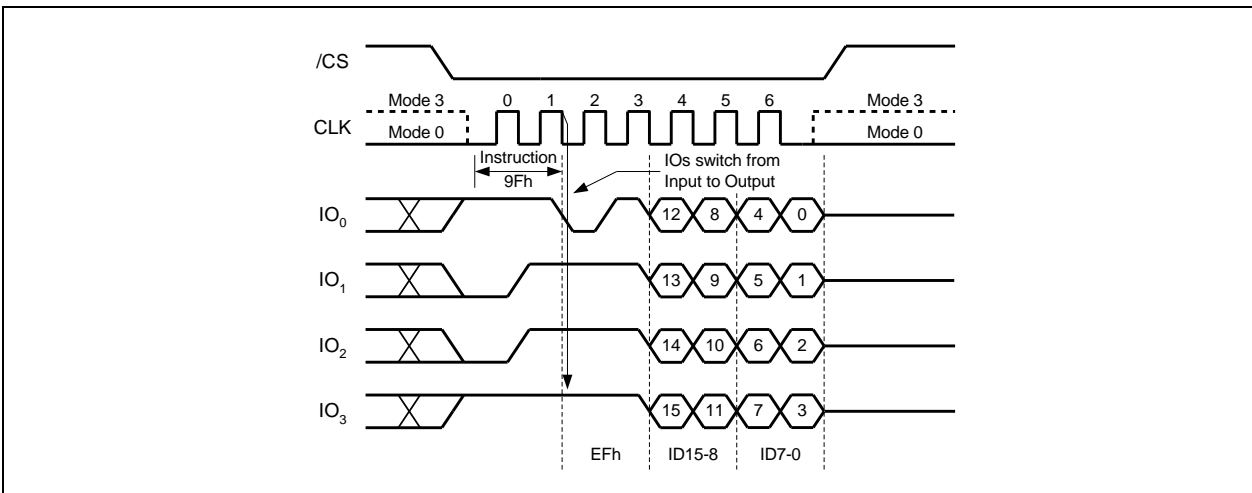 /CS
Mode 3 0 1 2 3 4 5 6 Mode 3
CLK Mode 0 Mode 0
Instruction
9Fh
IOs switch from
Input to Output
IO0 12 8 4 0
IO1 13 9 5 1
IO2 14 10 6 2
IO3 15 11 7 3
EFh ID15-8 ID7-0